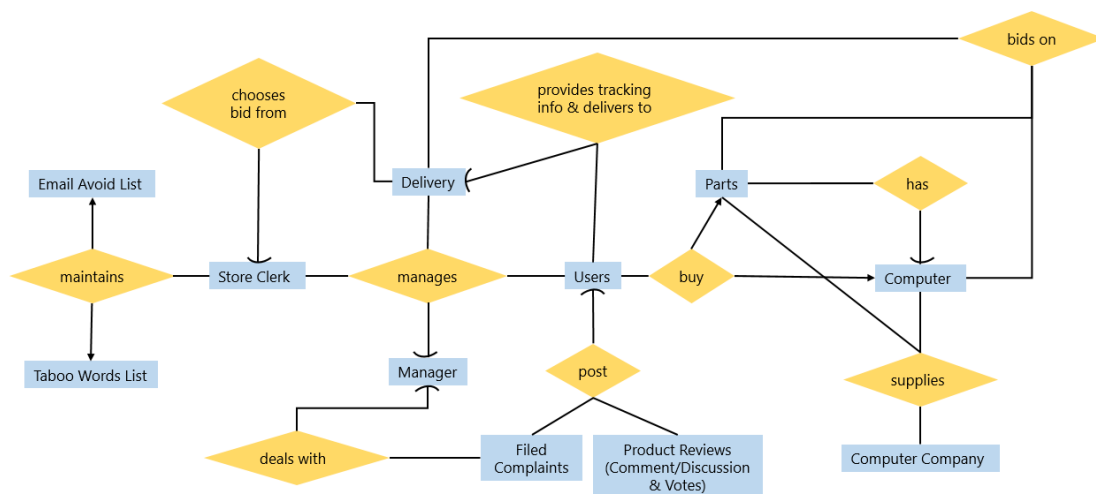 bids on
chooses
bid from
provides tracking
info & delivers to
Email Avoid List
Delivery
Parts
has
maintains
Store Clerk
manages
Users
buy
Computer
Taboo Words List
Manager
post
supplies
deals with
Filed
Complaints
Product Reviews
(Comment/Discussion
& Votes)
Computer Company